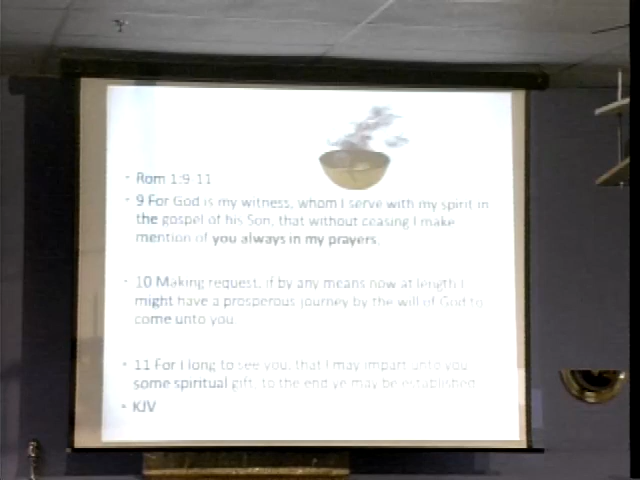 Rom 1:9 11
9 For God is my witness, whom I serve with my spirit in
the gospel of his Son, that without ceasing I make
mention of you always in my prayers.
10 Making request, if by any means now at length I
might have a prosperous journey by the will of God to
come unto you.
11 For I long to see you, that I may impart unto you
some spiritual gift, to the end ye may be established
KJV